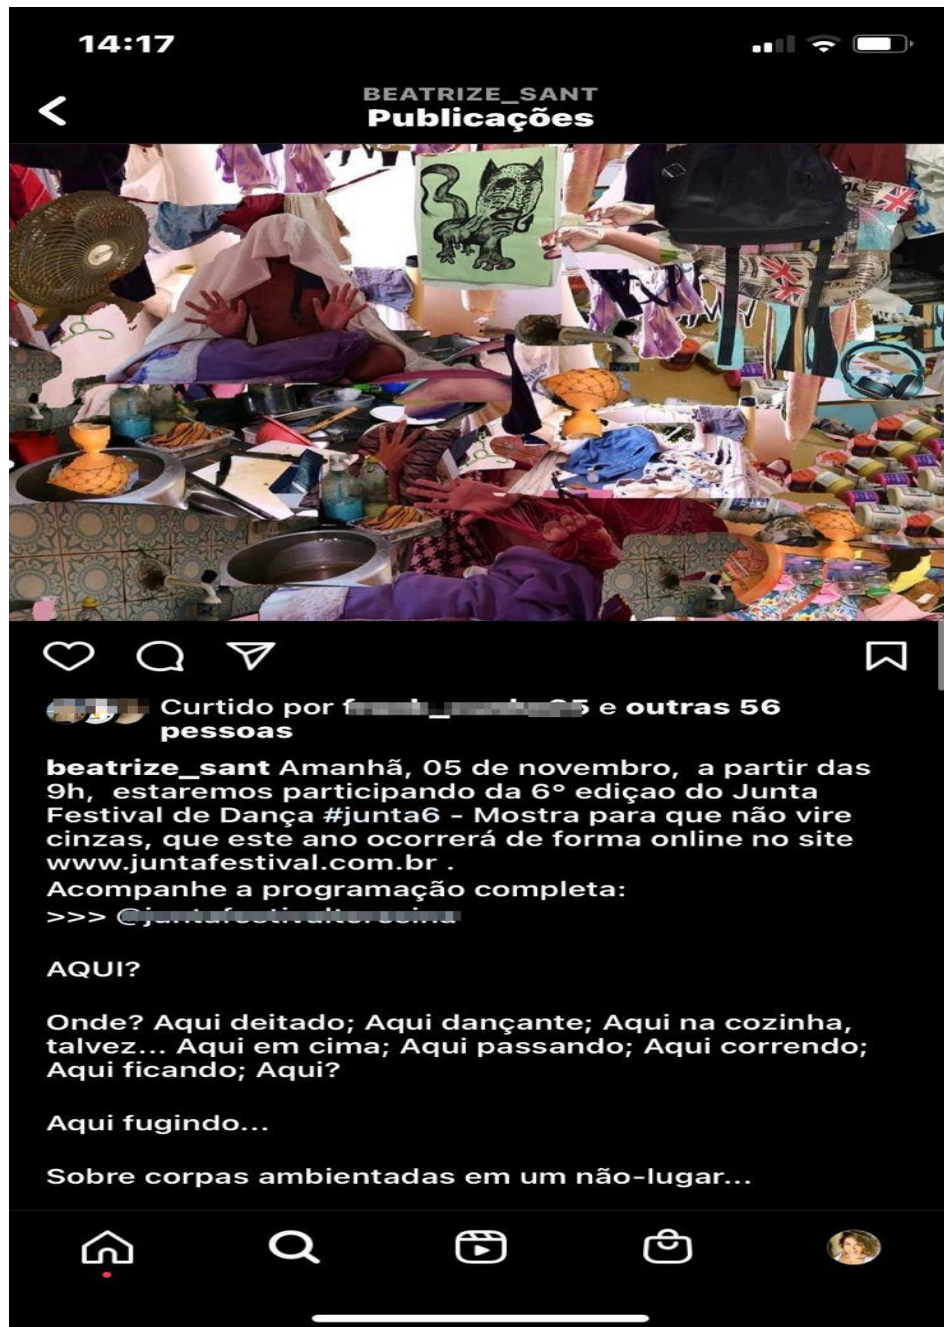 14:17
BEATRIZE_SANT
Publicações
Curtido por e outras 56
pessoas
beatrize_sant Amanhã, 05 de novembro, a partir das
9h, estaremos participando da 6° ediçao do Junta
Festival de Dança #junta6 - Mostra para que não vire
cinzas, que este ano ocorrerá de forma online no site
www.juntafestival.com.br .
Acompanhe a programação completa:
>>>
AQUI?
Onde? Aqui deitado; Aqui dançante; Aqui na cozinha,
talvez... Aqui em cima; Aqui passando; Aqui correndo;
Aqui ficando; Aqui?
Aqui fugindo...
Sobre corpas ambientadas em um não-lugar...